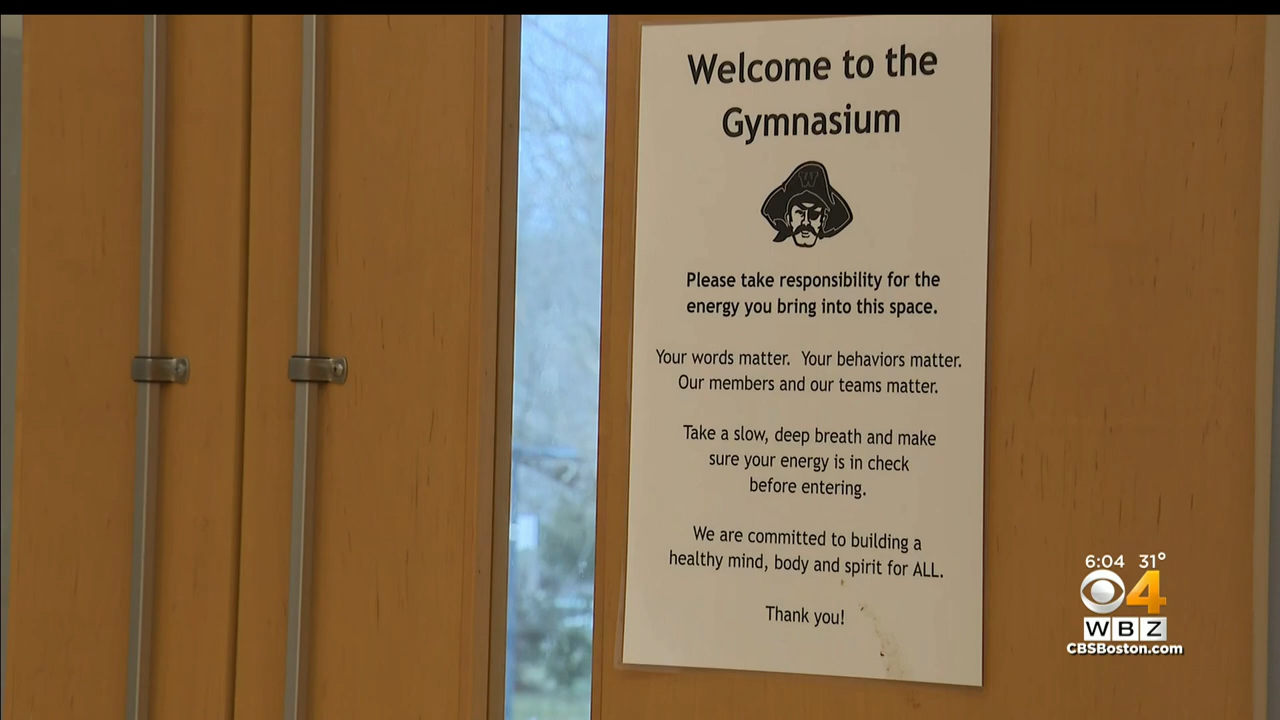 Welcome to the
Gymnasium
W
Please take responsibility for the
energy you bring into this space.
Your words matter.  Your behaviors matter.
Our members and our teams matter.
Take a slow, deep breath and make
sure your energy is in check
before entering.
We are committed to building a
healthy mind, body and spirit for ALL.
Thank you!
6:04 31°
4
WBZ
CBSBoston.com